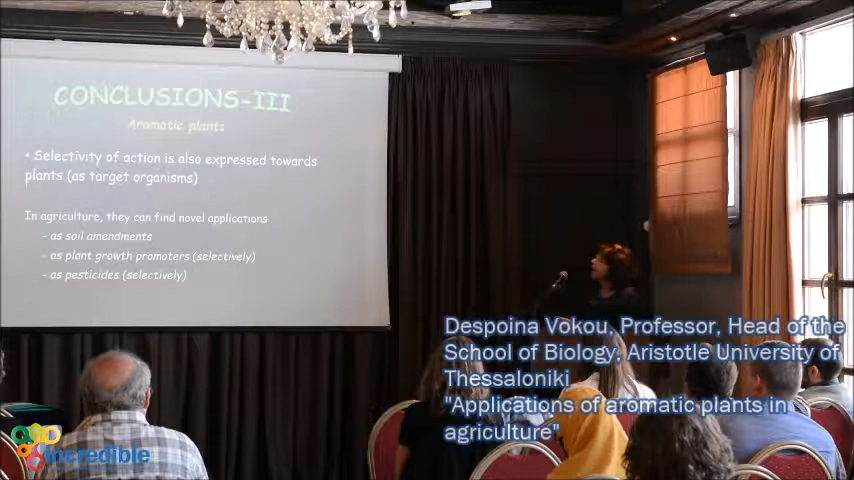 CONCLUSIONS-III
Aromatic plants
• Selectivity of action is also expressed towards
plants (as target organisms)
In agriculture, they can find novel applications
- as soil amendments
- as plant growth promoters (selectively)
- as pesticides (selectively)
Despoina Vokou, Professor, Head of the
School of Biology, Aristotle University of
Thessaloniki
"Applications of aromatic plants in
agriculture"
incredible